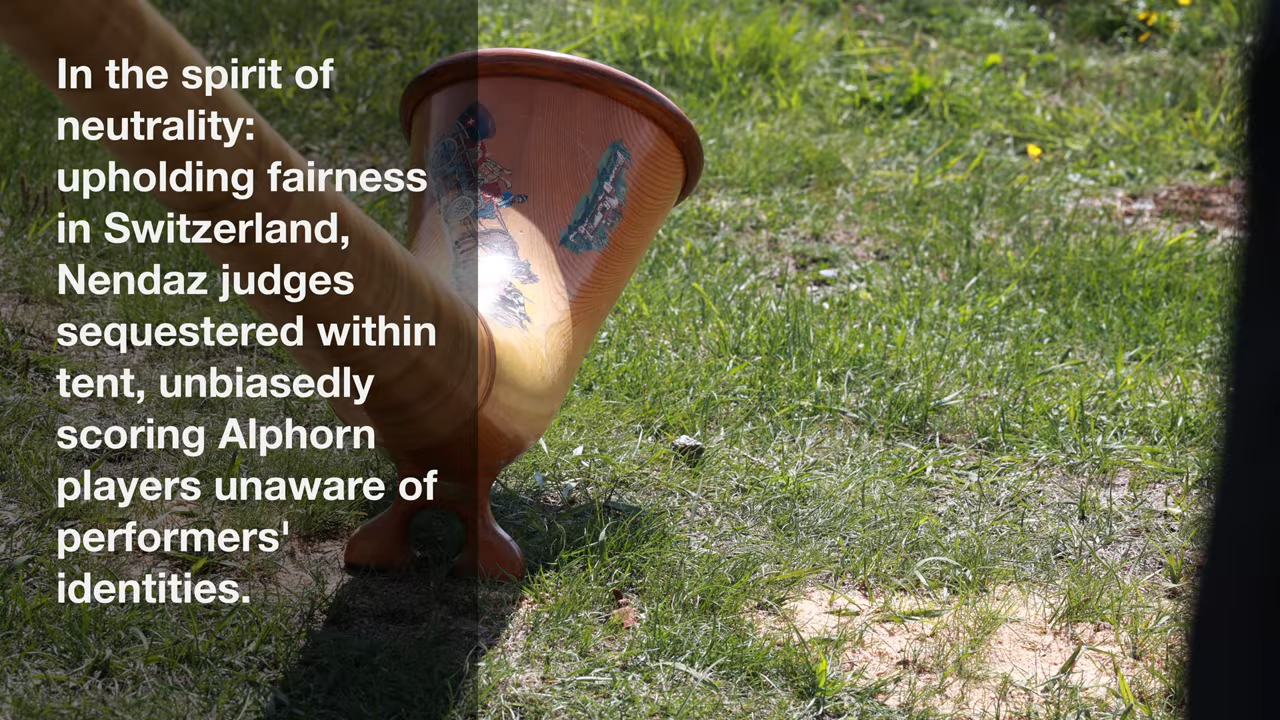 In the spirit of
neutrality:
upholding fairness
in Switzerland,
Nendaz judges
sequestered within
tent, unbiasedly
scoring Alphorn
players unaware of
performers'
identities.